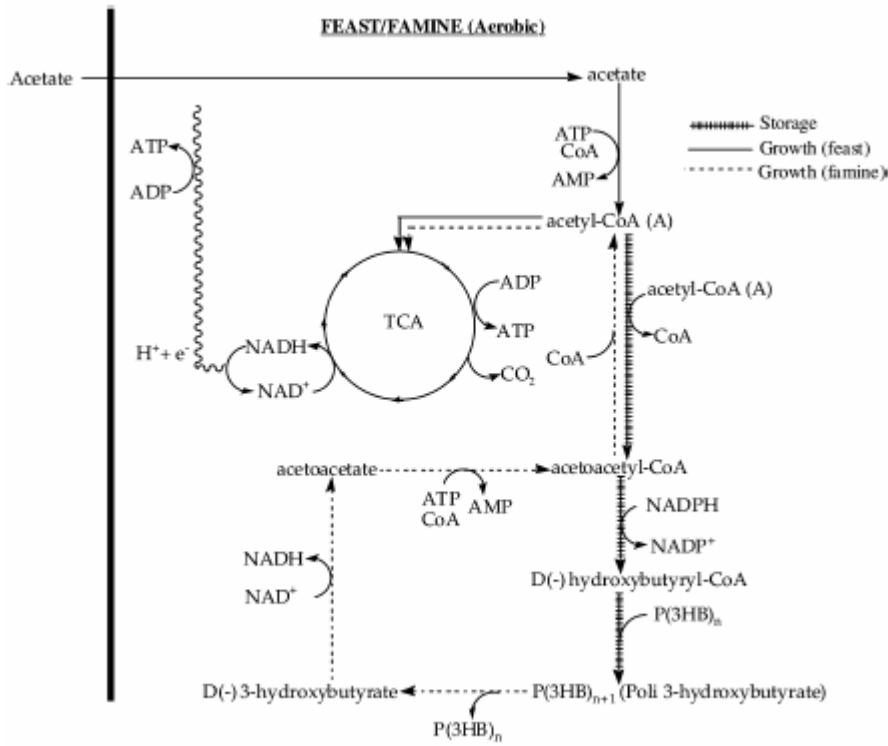 FEAST/FAMINE (Aerobic)
Acetate
acetate
ATP
ADP
ATP
CoA
AMP
Storage
Growth (feast)
Growth (famine)
acetyl-CoA (A)
TCA
ADP
ATP
CO₂
acetyl-CoA (A)
CoA
CoA
H⁺ + e⁻
NADH
NAD⁺
acetoacetate
acetoacetyl-CoA
ATP
CoA
AMP
NADPH
NADP⁺
NADH
NAD⁺
D(-) hydroxybutyryl-CoA
P(3HB)ₙ
D(-) 3-hydroxybutyrate
P(3HB)ₙ₊₁ (Poli 3-hydroxybutyrate)
P(3HB)ₙ